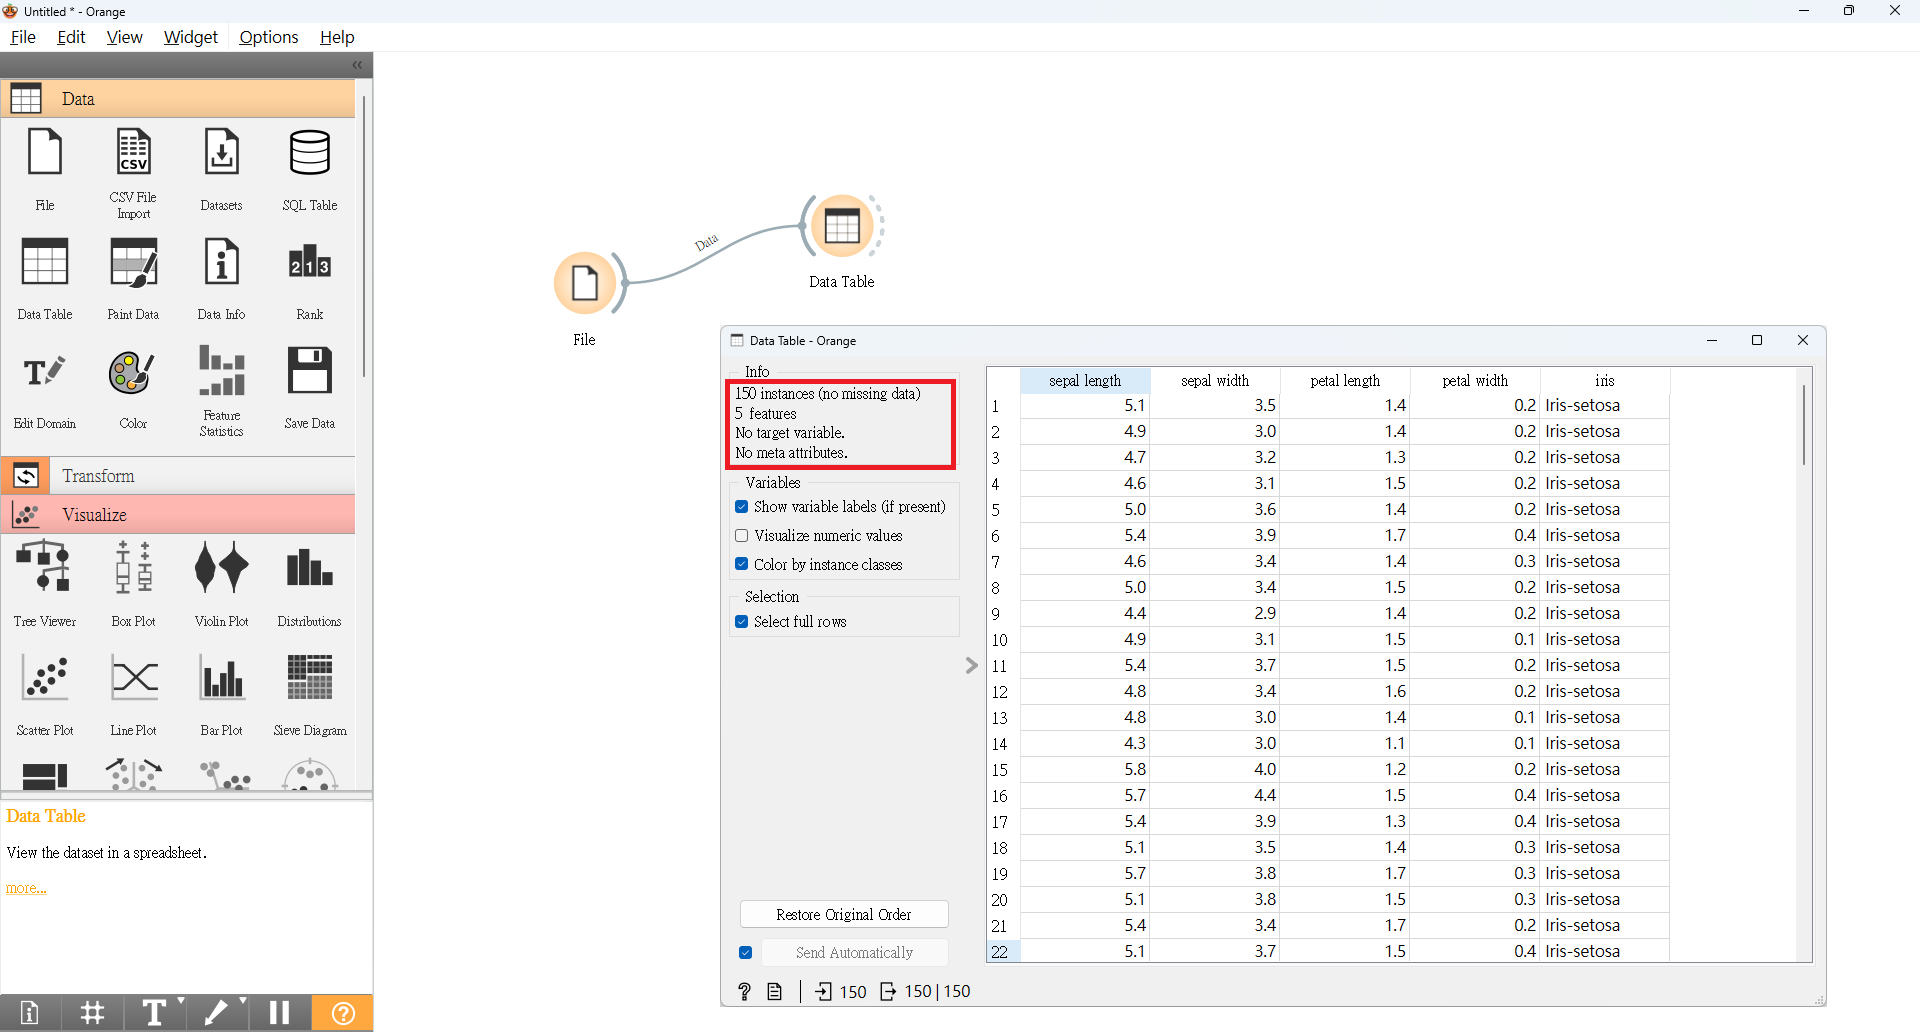 Untitled * - Orange
File Edit View Widget Options Help
Data
File CSV File Import Datasets SQL Table
Data Table Paint Data Data Info Rank
Edit Domain Color Feature Statistics Save Data
Transform
Visualize
Tree Viewer Box Plot Violin Plot Distributions
Scatter Plot Line Plot Bar Plot Sieve Diagram
Data Table
View the dataset in a spreadsheet.
more...
File
Data
Data Table
Data Table - Orange
Info
150 instances (no missing data)
5 features
No target variable.
No meta attributes.
Variables
Show variable labels (if present)
Visualize numeric values
Color by instance classes
Selection
Select full rows
Restore Original Order
Send Automatically
150 150 | 150
sepal length sepal width petal length petal width iris
1 5.1 3.5 1.4 0.2 Iris-setosa
2 4.9 3.0 1.4 0.2 Iris-setosa
3 4.7 3.2 1.3 0.2 Iris-setosa
4 4.6 3.1 1.5 0.2 Iris-setosa
5 5.0 3.6 1.4 0.2 Iris-setosa
6 5.4 3.9 1.7 0.4 Iris-setosa
7 4.6 3.4 1.4 0.3 Iris-setosa
8 5.0 3.4 1.5 0.2 Iris-setosa
9 4.4 2.9 1.4 0.2 Iris-setosa
10 4.9 3.1 1.5 0.1 Iris-setosa
11 5.4 3.7 1.5 0.2 Iris-setosa
12 4.8 3.4 1.6 0.2 Iris-setosa
13 4.8 3.0 1.4 0.1 Iris-setosa
14 4.3 3.0 1.1 0.1 Iris-setosa
15 5.8 4.0 1.2 0.2 Iris-setosa
16 5.7 4.4 1.5 0.4 Iris-setosa
17 5.4 3.9 1.3 0.4 Iris-setosa
18 5.1 3.5 1.4 0.3 Iris-setosa
19 5.7 3.8 1.7 0.3 Iris-setosa
20 5.1 3.8 1.5 0.3 Iris-setosa
21 5.4 3.4 1.7 0.2 Iris-setosa
22 5.1 3.7 1.5 0.4 Iris-setosa